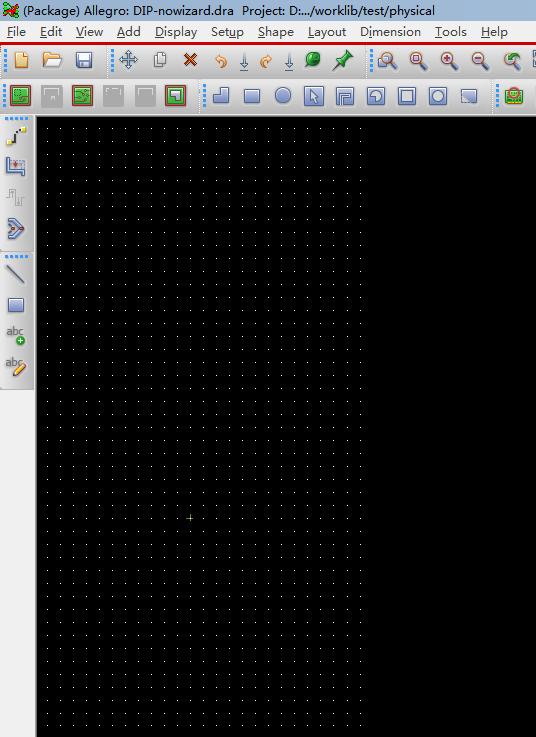 (Package) Allegro: DIP-nowizard.dra Project: D:.../worklib/test/physical
File Edit View Add Display Setup Shape Layout Dimension Tools Help
abc
abc